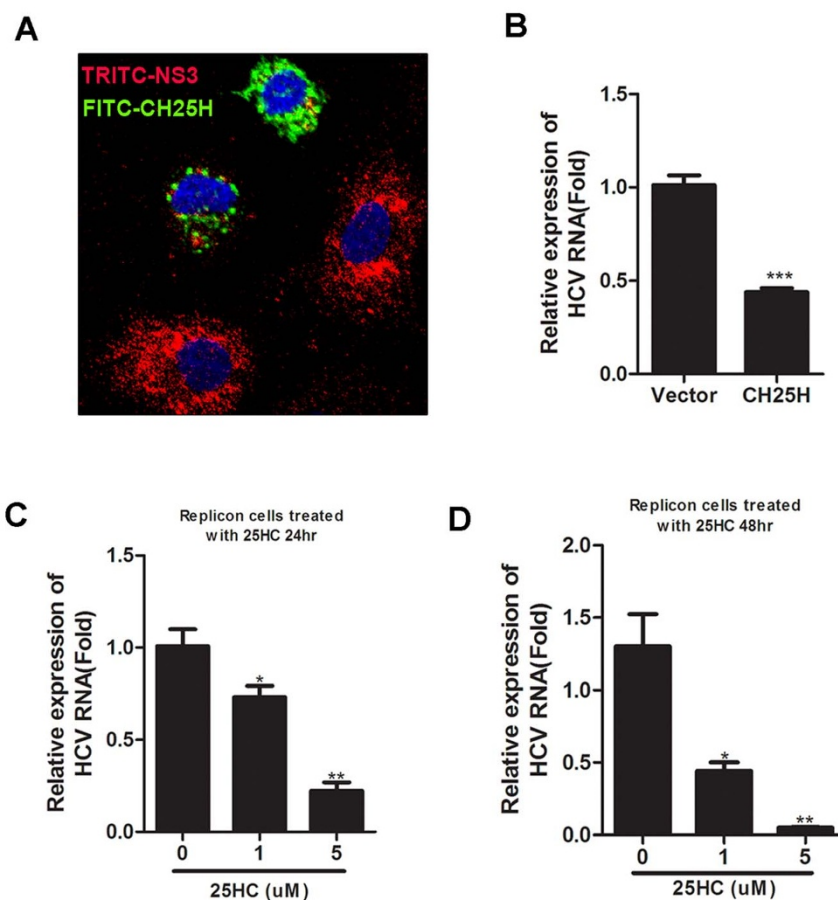 A
TRITC-NS3
FITC-CH25H
B
Relative expression of
HCV RNA(Fold)
1.5
1.0
0.5
0.0
***
Vector CH25H
C
Replicon cells treated
with 25HC 24hr
Relative expression of
HCV RNA(Fold)
1.5
1.0
0.5
0.0
*
**
0 1 5
25HC (uM)
D
Replicon cells treated
with 25HC 48hr
Relative expression of
HCV RNA(Fold)
2.0
1.5
1.0
0.5
0.0
*
**
0 1 5
25HC (uM)